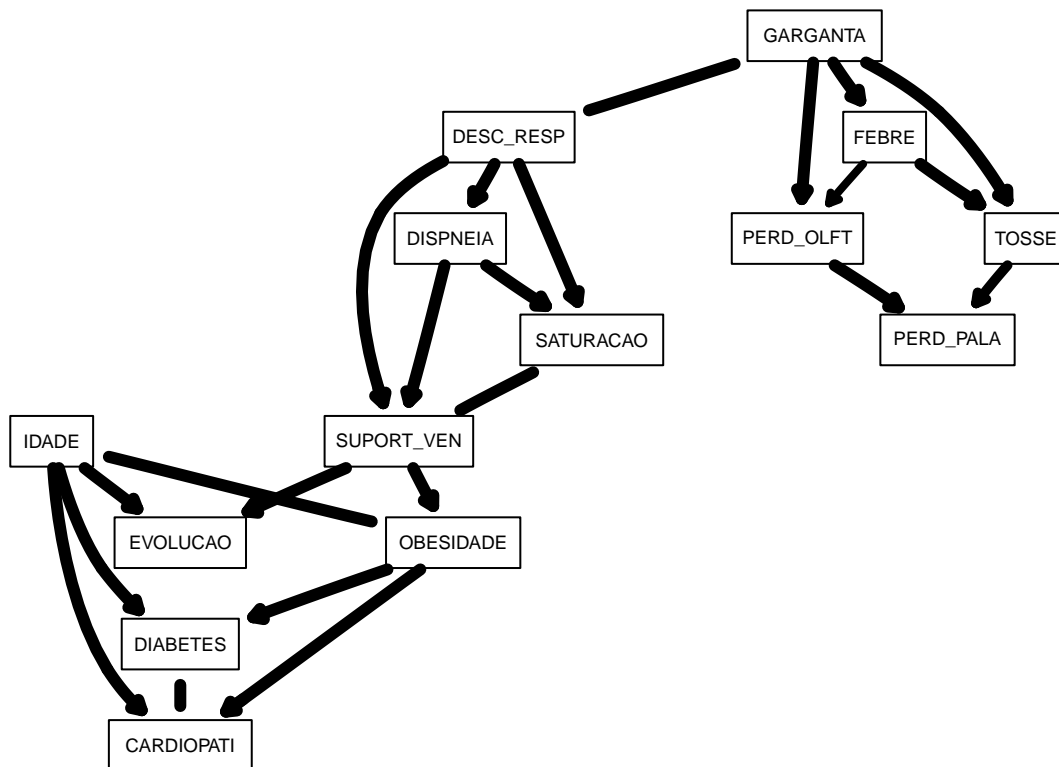 GARGANTA
DESC_RESP
FEBRE
DISPNEIA
PERD_OLFT
TOSSE
SATURACAO
PERD_PALA
IDADE
SUPORT_VEN
EVOLUCAO
OBESIDADE
DIABETES
CARDIOPATI